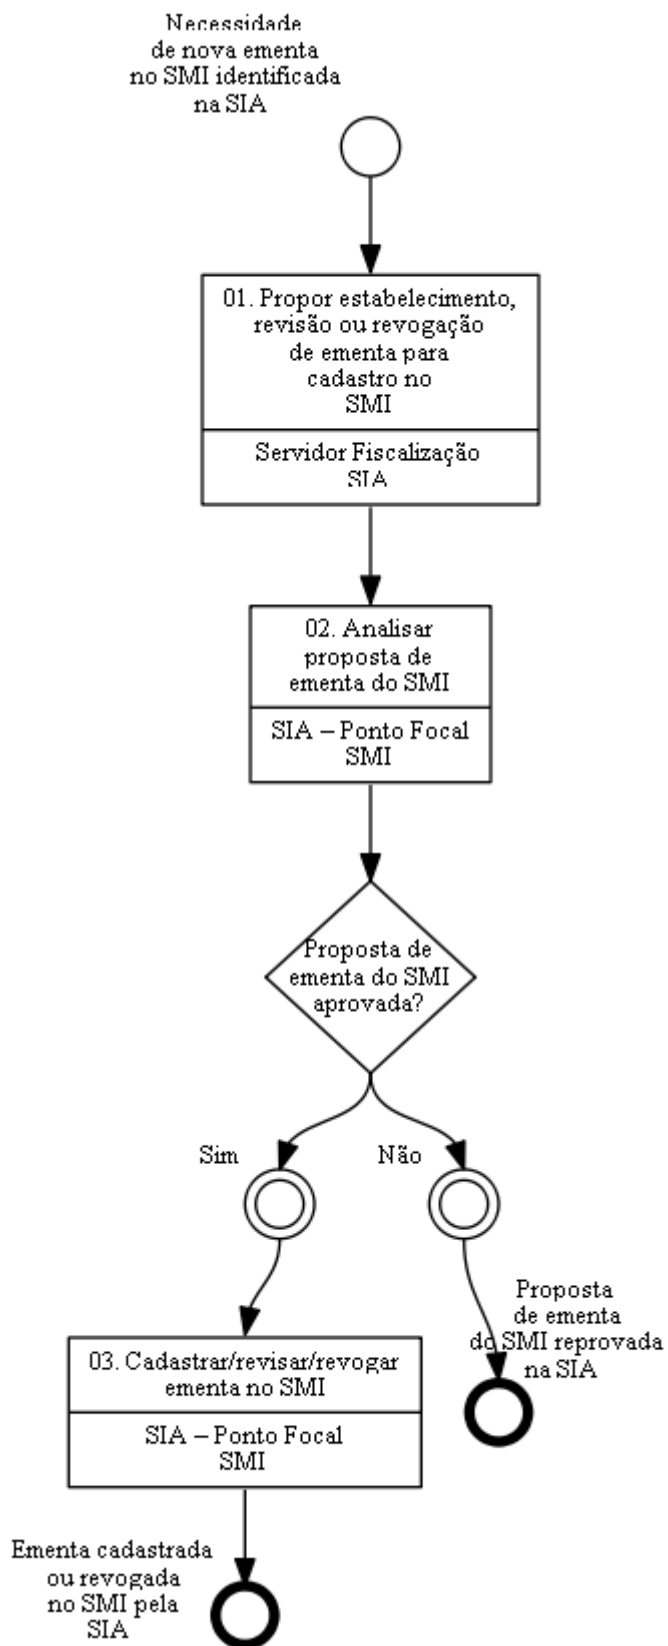 Necessidade
de nova ementa
no SMI identificada
na SIA
01. Propor estabelecimento,
revisão ou revogação
de ementa para
cadastro no
SMI
Servidor Fiscalização
SIA
02. Analisar
proposta de
ementa do SMI
SIA – Ponto Focal
SMI
Proposta de
ementa do SMI
aprovada?
Sim
Não
Proposta
de ementa
do SMI reprovada
na SIA
03. Cadastrar/revisar/revogar
ementa no SMI
SIA – Ponto Focal
SMI
Ementa cadastrada
ou revogada
no SMI pela
SIA